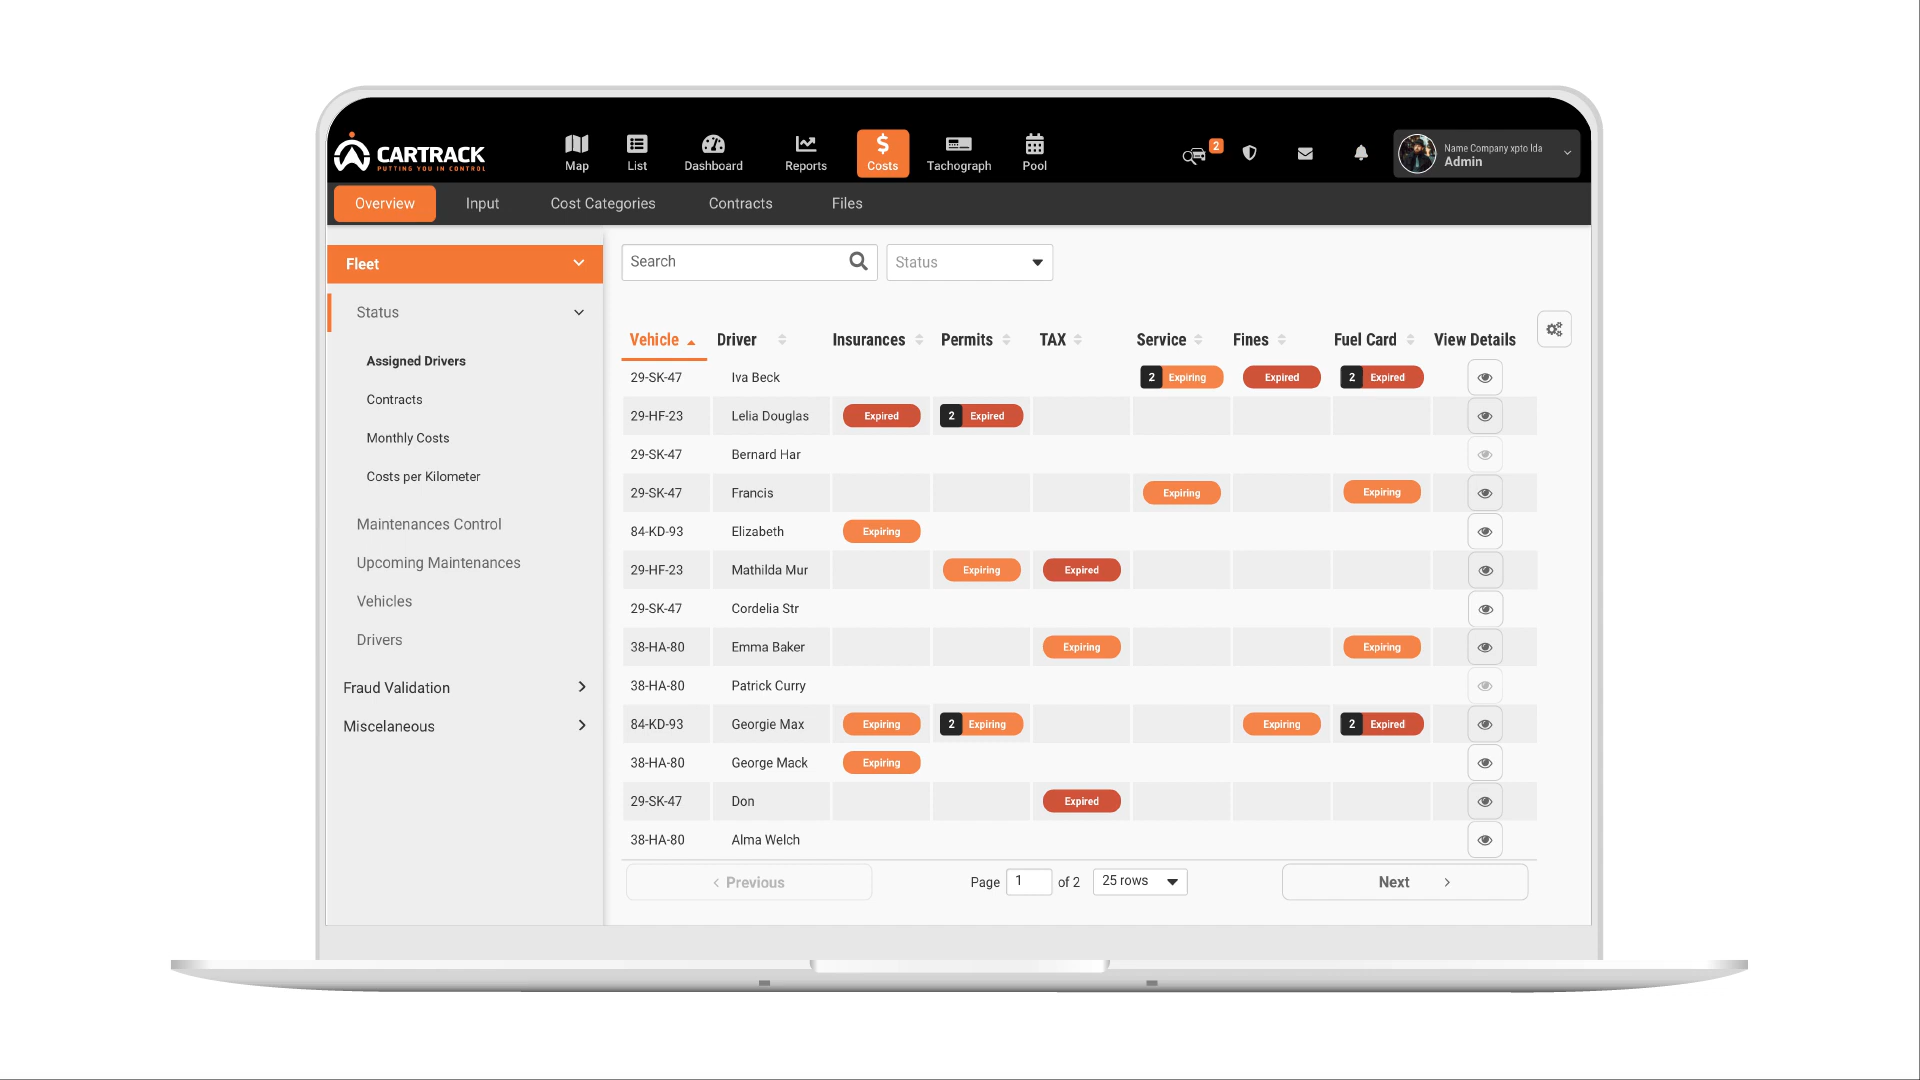 CARTRACK
PUTTING YOU IN CONTROL
Map
List
Dashboard
Reports
Costs
Tachograph
Pool
2
Name Company xpto lda
Admin
Overview
Input
Cost Categories
Contracts
Files
Fleet
Status
Assigned Drivers
Contracts
Monthly Costs
Costs per Kilometer
Maintenances Control
Upcoming Maintenances
Vehicles
Drivers
Fraud Validation
Miscelaneous
Search
Status
Vehicle Driver Insurances Permits TAX Service Fines Fuel Card View Details
29-SK-47 Iva Beck 2 Expiring Expired 2 Expired
29-HF-23 Lelia Douglas Expired 2 Expired
29-SK-47 Bernard Har
29-SK-47 Francis Expiring Expiring
84-KD-93 Elizabeth Expiring
29-HF-23 Mathilda Mur Expiring Expired
29-SK-47 Cordelia Str
38-HA-80 Emma Baker Expiring Expiring
38-HA-80 Patrick Curry
84-KD-93 Georgie Max Expiring 2 Expiring Expiring 2 Expired
38-HA-80 George Mack Expiring
29-SK-47 Don Expired
38-HA-80 Alma Welch
Previous Page 1 of 2 25 rows Next